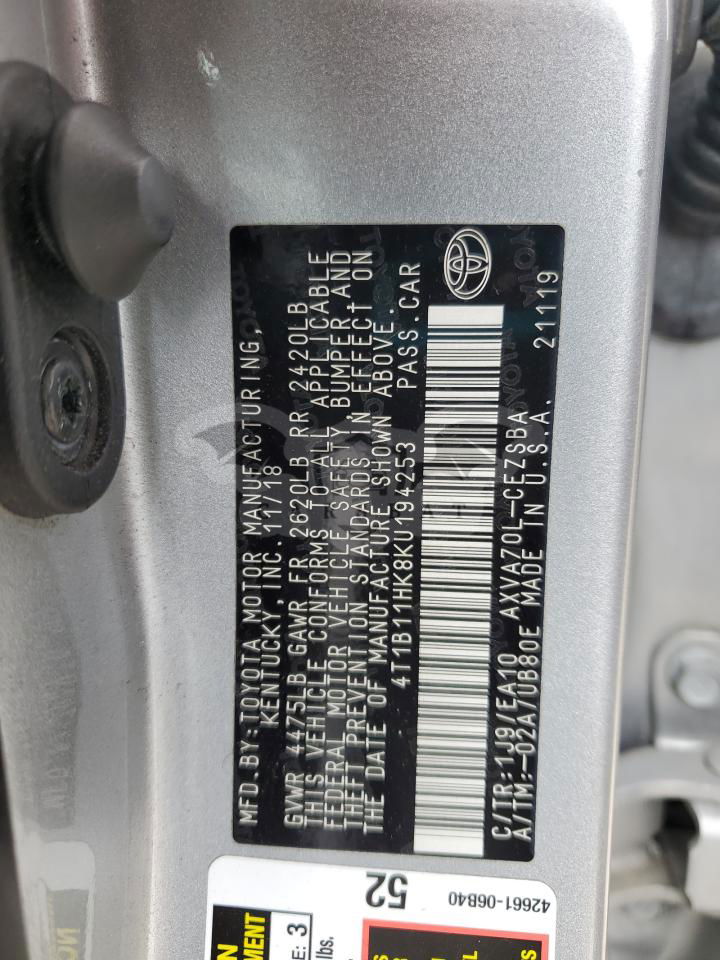 MFD.BY:TOYOTA MOTOR MANUFACTURING,
KENTUCKY, INC. 11/18
GVWR 4475LB GAWR FR 2620LB RR 2420LB
THIS VEHICLE CONFORMS TO ALL APPLICABLE
FEDERAL MOTOR VEHICLE SAFETY, BUMPER, AND
THEFT PREVENTION STANDARDS IN EFFECT ON
THE DATE OF MANUFACTURE SHOWN ABOVE.
4T1B11HK8KU194253 PASS.CAR
C/TR:1J9/EA10 AXVA70L-CEZSBA
A/TM:-02A/UB80E MADE IN U.S.A. 21119
TOYOTA
52
42661-06B40
E: 3
lbs.